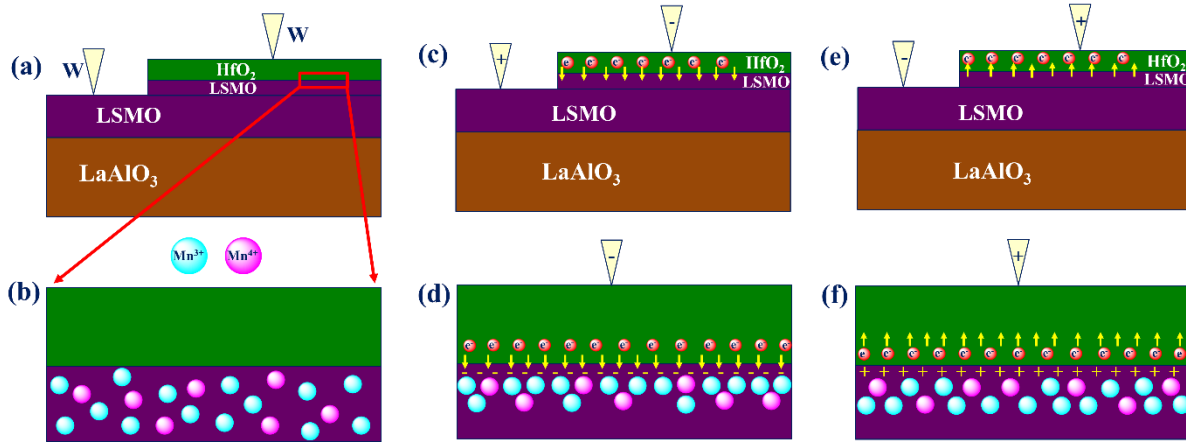 (a)
W
W
HfO₂
LSMO
LSMO
LaAlO₃
(c)
+
-
HfO₂
LSMO
LSMO
LaAlO₃
e⁻ e⁻ e⁻ e⁻ e⁻ e⁻ e⁻
(e)
-
+
HfO₂
LSMO
LSMO
LaAlO₃
e⁻ e⁻ e⁻ e⁻ e⁻ e⁻ e⁻
Mn³⁺ Mn⁴⁺
(b)
(d)
-
e⁻ e⁻ e⁻ e⁻ e⁻ e⁻ e⁻ e⁻ e⁻ e⁻
(f)
+
e⁻ e⁻ e⁻ e⁻ e⁻ e⁻ e⁻ e⁻ e⁻ e⁻ e⁻ e⁻ e⁻
+ + + + + + + + + + + + + +